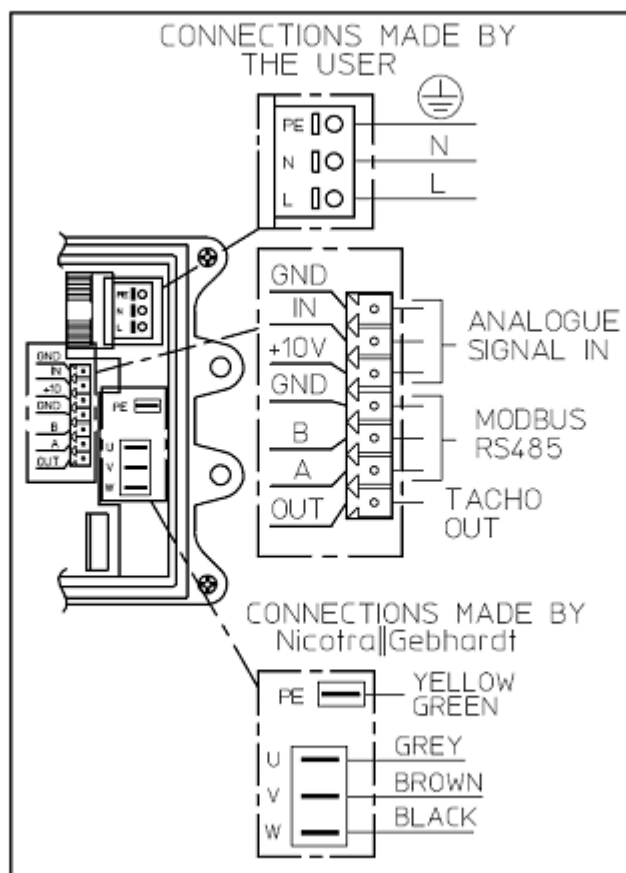 CONNECTIONS MADE BY
THE USER
PE
N
L
N
L
PE
N
L
GND
IN
+10V
GND
B
A
OUT
ANALOGUE
SIGNAL IN
MODBUS
RS485
TACHO
OUT
GND
IN
+10
GND
B
A
OUT
PE
U
V
W
CONNECTIONS MADE BY
Nicotra||Gebhardt
PE
YELLOW
GREEN
U
GREY
V
BROWN
W
BLACK